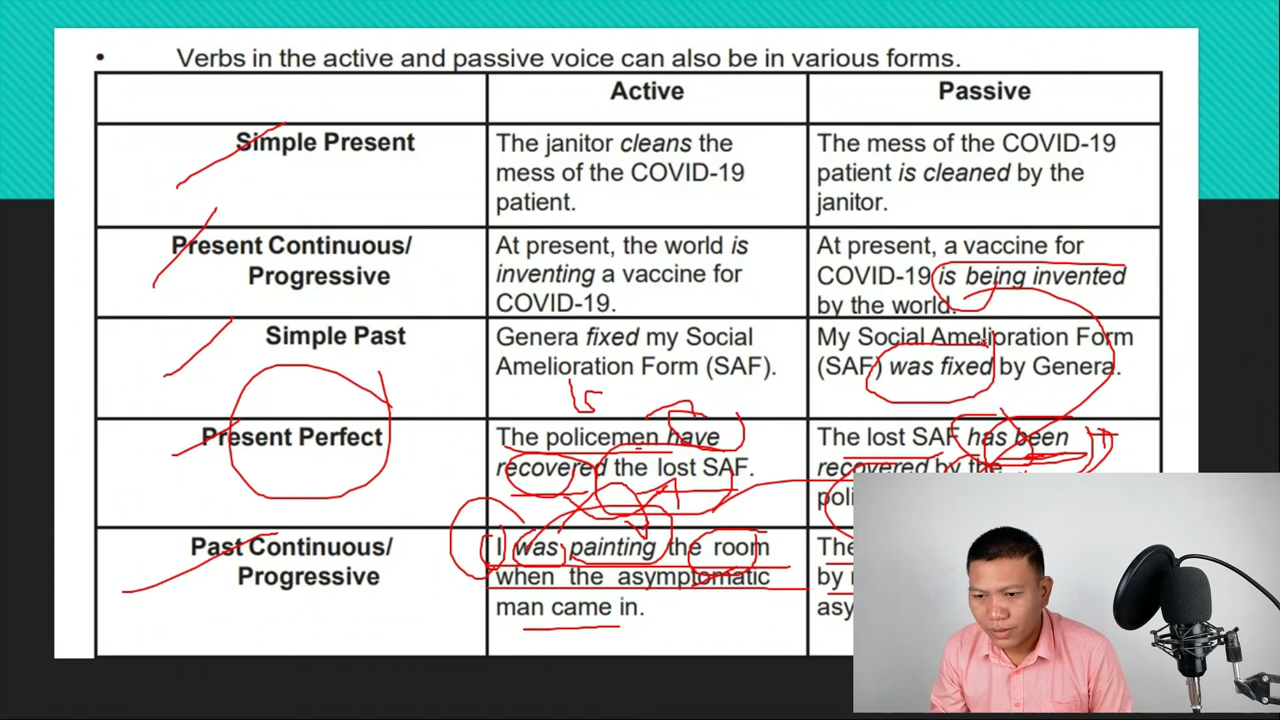 • Verbs in the active and passive voice can also be in various forms.
Active
Passive
Simple Present
The janitor cleans the
mess of the COVID-19
patient.
The mess of the COVID-19
patient is cleaned by the
janitor.
Present Continuous/
Progressive
At present, the world is
inventing a vaccine for
COVID-19.
At present, a vaccine for
COVID-19 is being invented
by the world.
Simple Past
Genera fixed my Social
Amelioration Form (SAF).
My Social Amelioration Form
(SAF) was fixed by Genera.
Present Perfect
The policemen have
recovered the lost SAF.
The lost SAF has been
recovered by the
Past Continuous/
Progressive
I was painting the room
when the asymptomatic
man came in.
The
by